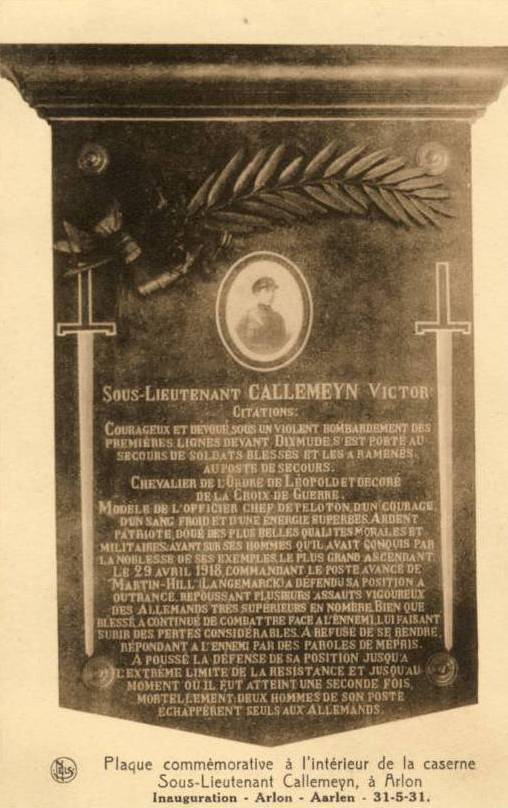 SOUS-LIEUTENANT CALLEMEYN VICTOR
CITATIONS:
COURAGEUX ET DEVOUÉ, SOUS UN VIOLENT BOMBARDEMENT DES
PREMIÈRES LIGNES DEVANT DIXMUDE, S'EST PORTÉ AU
SECOURS DE SOLDATS BLESSÉS ET LES A RAMENÉS
AU POSTE DE SECOURS.
CHEVALIER DE L'ORDRE DE LÉOPOLD ET DÉCORÉ
DE LA CROIX DE GUERRE.
MODÈLE DE L'OFFICIER CHEF DE PELOTON, D'UN COURAGE,
D'UN SANG FROID ET D'UNE ENERGIE SUPERBES. ARDENT
PATRIOTE, DOUÉ DES PLUS BELLES QUALITÉS MORALES ET
MILITAIRES: AYANT SUR SES HOMMES QU'IL AVAIT CONQUIS PAR
LA NOBLESSE DE SES EXEMPLES, LE PLUS GRAND ASCENDANT.
LE 29 AVRIL 1918, COMMANDANT LE POSTE AVANCÉ DE
"MARTIN-HILL" (LANGEMARCK) A DÉFENDU SA POSITION A
OUTRANCE, REPOUSSANT PLUSIEURS ASSAUTS VIGOUREUX
DES ALLEMANDS TRÈS SUPERIEURS EN NOMBRE. BIEN QUE
BLESSÉ, A CONTINUÉ DE COMBATTRE FACE A L'ENNEMI, LUI FAISANT
SUBIR DES PERTES CONSIDÉRABLES. A REFUSÉ DE SE RENDRE,
RÉPONDANT A L'ENNEMI PAR DES PAROLES DE MÉPRIS.
A POUSSÉ LA DÉFENSE DE SA POSITION JUSQU'A
L'EXTRÊME LIMITE DE LA RÉSISTANCE ET JUSQU'AU
MOMENT OÙ IL FUT ATTEINT UNE SECONDE FOIS,
MORTELLEMENT: DEUX HOMMES DE SON POSTE
ÉCHAPPÈRENT SEULS AUX ALLEMANDS.
Plaque commémorative à l'intérieur de la caserne
Sous-Lieutenant Callemeyn, à Arlon
Inauguration - Arlon - Aarlen - 31-5-31.